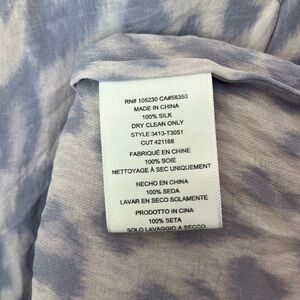 RN# 105230 CA#58350
MADE IN CHINA
100% SILK
DRY CLEAN ONLY
STYLE 3413-T3051
CUT 421168
FABRIQUÉ EN CHINE
100% SOIE
NETTOYAGE À SEC UNIQUEMENT
HECHO EN CHINA
100% SEDA
LAVAR EN SECO SOLAMENTE
PRODOTTO IN CINA
100% SETA
SOLO LAVAGGIO A SECCO